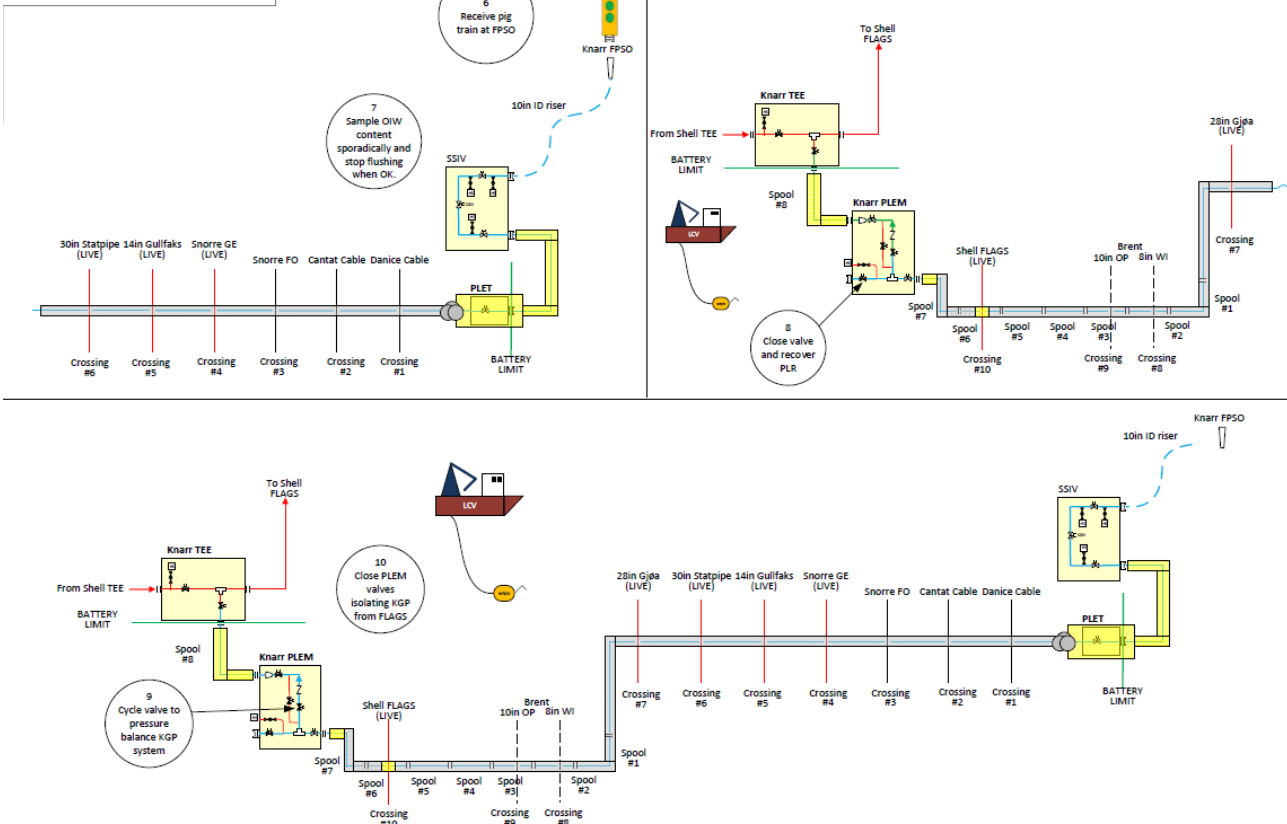 6
Receive pig
train at FPSO
Knarr FPSO
10in ID riser
7
Sample OIW
content
sporadically and
stop flushing
when OK.
SSIV
SSIV
30in Statpipe
(LIVE)
14in Gullfaks
(LIVE)
Snorre GE
(LIVE)
Snorre FO
Cantat Cable
Danice Cable
PLET
Crossing
#6
Crossing
#5
Crossing
#4
Crossing
#3
Crossing
#2
Crossing
#1
BATTERY
LIMIT
To Shell
FLAGS
Knarr TEE
From Shell TEE
BATTERY
LIMIT
Spool
#8
Knarr PLEM
LCV
28in Gjøa
(LIVE)
Crossing
#7
Shell FLAGS
(LIVE)
Brent
10in OP
8in WI
Spool
#7
Spool
#6
Spool
#5
Spool
#4
Spool
#3
Spool
#2
Spool
#1
Crossing
#10
Crossing
#9
Crossing
#8
8
Close valve
and recover
PLR
Knarr FPSO
10in ID riser
SSIV
SSIV
To Shell
FLAGS
Knarr TEE
From Shell TEE
BATTERY
LIMIT
LCV
10
Close PLEM
valves
isolating KGP
from FLAGS
28in Gjøa
(LIVE)
30in Statpipe
(LIVE)
14in Gullfaks
(LIVE)
Snorre GE
(LIVE)
Snorre FO
Cantat Cable
Danice Cable
PLET
Crossing
#7
Crossing
#6
Crossing
#5
Crossing
#4
Crossing
#3
Crossing
#2
Crossing
#1
BATTERY
LIMIT
Spool
#8
Knarr PLEM
9
Cycle valve to
pressure
balance KGP
system
Shell FLAGS
(LIVE)
Brent
10in OP
8in WI
Spool
#7
Spool
#6
Spool
#5
Spool
#4
Spool
#3
Spool
#2
Spool
#1
Crossing
#10
Crossing
#9
Crossing
#8